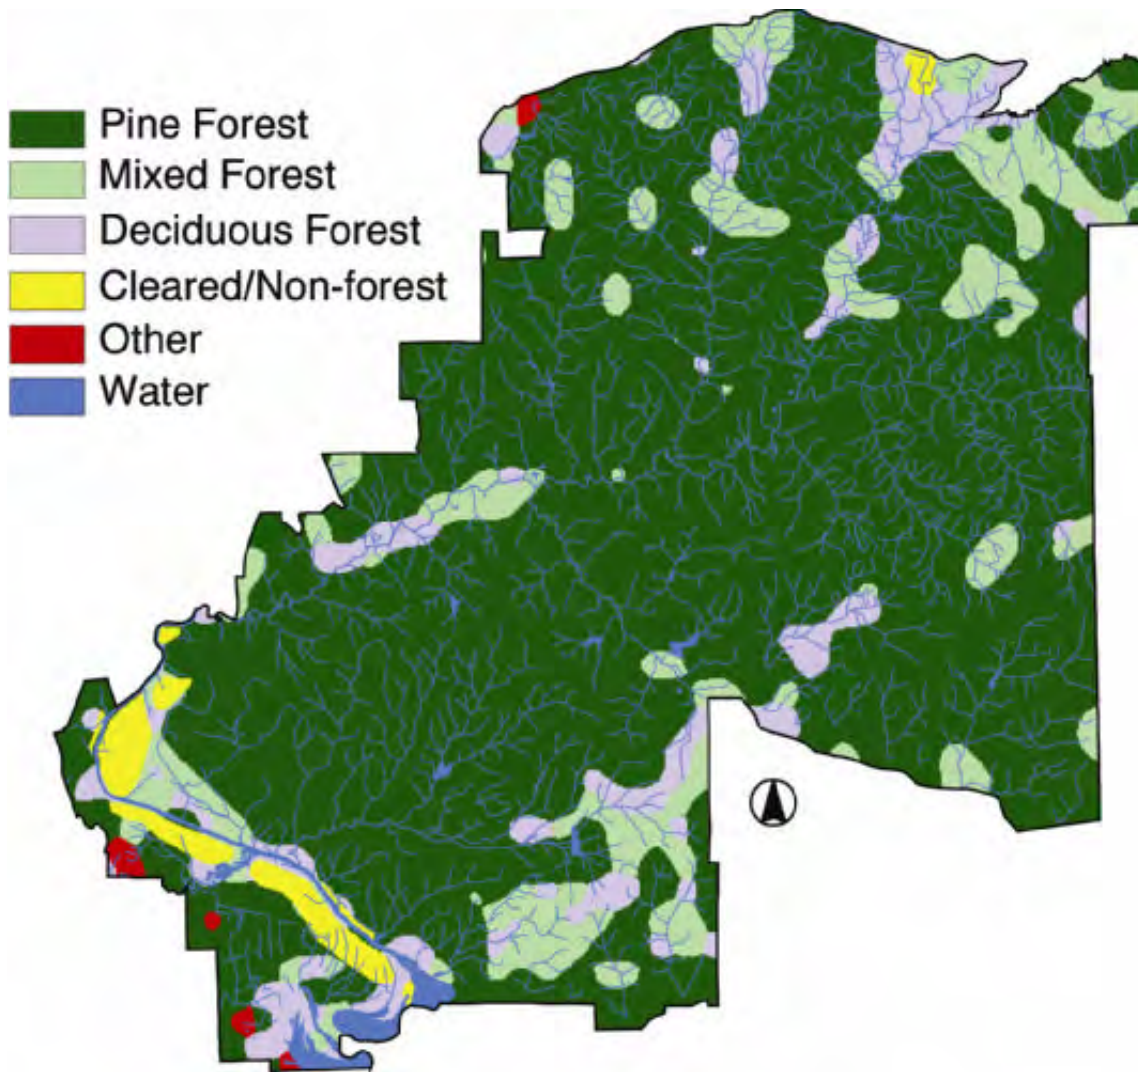 Pine Forest
Mixed Forest
Deciduous Forest
Cleared/Non-forest
Other
Water